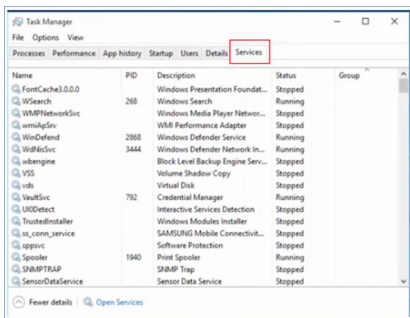 Task Manager
File Options View
Processes Performance App history Startup Users Details Services
Name PID Description Status Group
FontCache3.0.0.0 Windows Presentation Foundat... Stopped
WSearch 268 Windows Search Running
WMPNetworkSvc Windows Media Player Networ... Running
wmiApSrv WMI Performance Adapter Stopped
WinDefend 2868 Windows Defender Service Running
WdNisSvc 3444 Windows Defender Network In... Running
wbengine Block Level Backup Engine Serv... Stopped
VSS Volume Shadow Copy Stopped
vds Virtual Disk Stopped
VaultSvc 792 Credential Manager Running
UI0Detect Interactive Services Detection Stopped
TrustedInstaller Windows Modules Installer Stopped
ss_conn_service SAMSUNG Mobile Connectivit... Stopped
sppsvc Software Protection Stopped
Spooler 1940 Print Spooler Running
SNMPTRAP SNMP Trap Stopped
SensorDataService Sensor Data Service Stopped
Fewer details Open Services